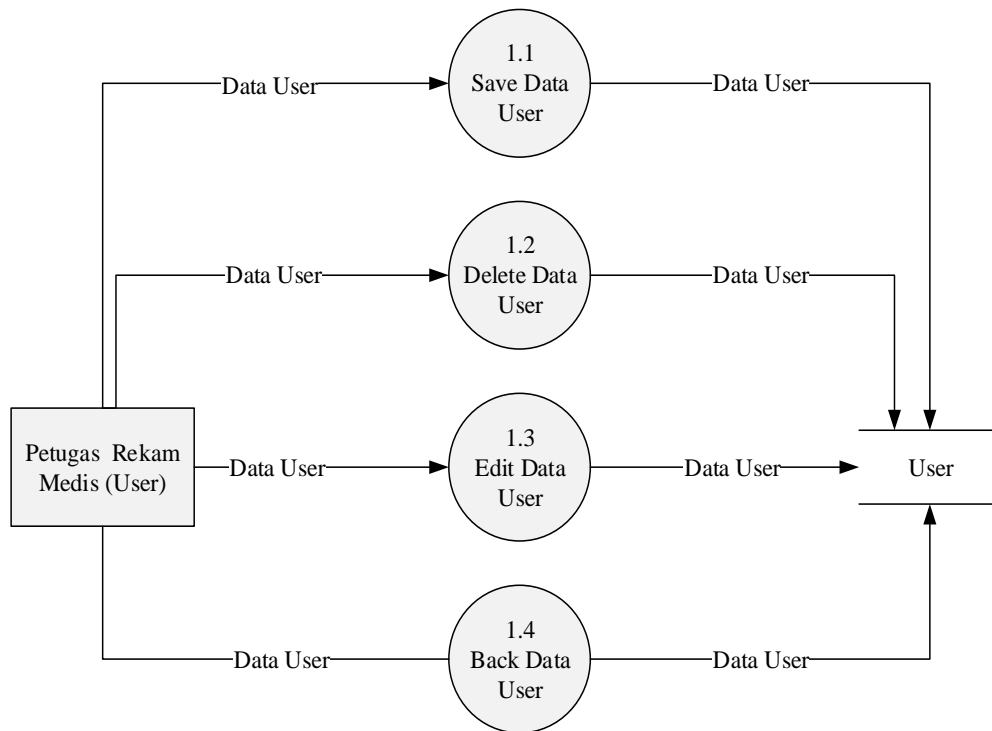 Data User
1.1
Save Data
User
Data User
Data User
1.2
Delete Data
User
Data User
Petugas  Rekam
Medis (User)
Data User
1.3
Edit Data
User
Data User
User
Data User
1.4
Back Data
User
Data User